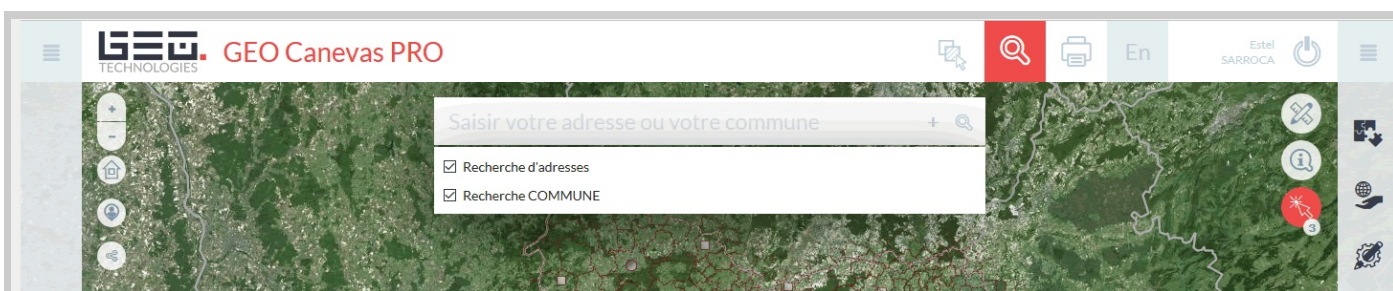 GEO.
TECHNOLOGIES
GEO Canevas PRO
En
Estel
SARROCA
Saisir votre adresse ou votre commune
Recherche d'adresses
Recherche COMMUNE
3